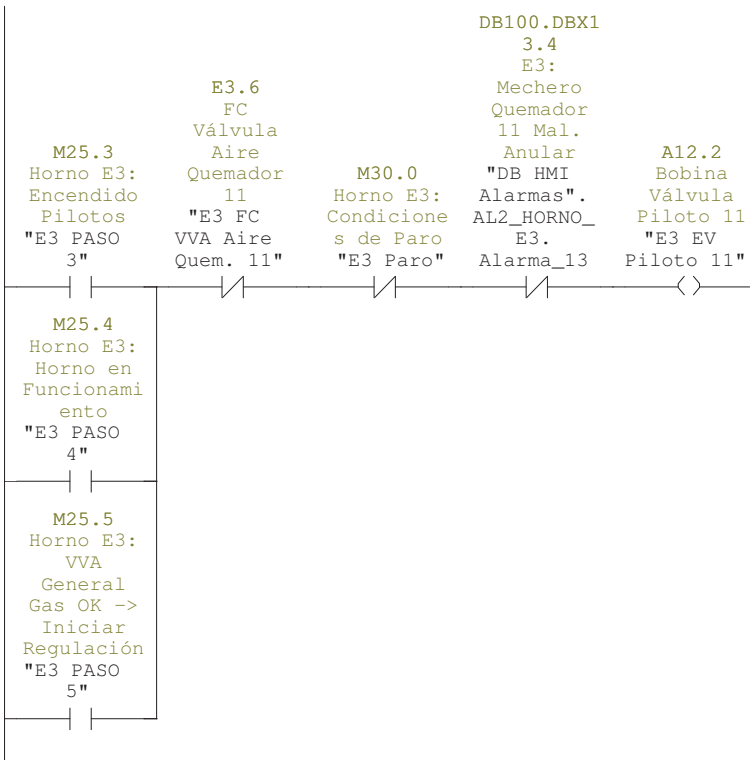 M25.3
Horno E3:
Encendido
Pilotos
"E3 PASO
3"
E3.6
FC
Válvula
Aire
Quemador
11
"E3 FC
VVA Aire
Quem. 11"
M30.0
Horno E3:
Condicione
s de Paro
"E3 Paro"
DB100.DBX1
3.4
E3:
Mechero
Quemador
11 Mal.
Anular
"DB HMI
Alarmas".
AL2_HORNO_
E3.
Alarma_13
A12.2
Bobina
Válvula
Piloto 11
"E3 EV
Piloto 11"
M25.4
Horno E3:
Horno en
Funcionami
ento
"E3 PASO
4"
M25.5
Horno E3:
VVA
General
Gas OK ->
Iniciar
Regulación
"E3 PASO
5"